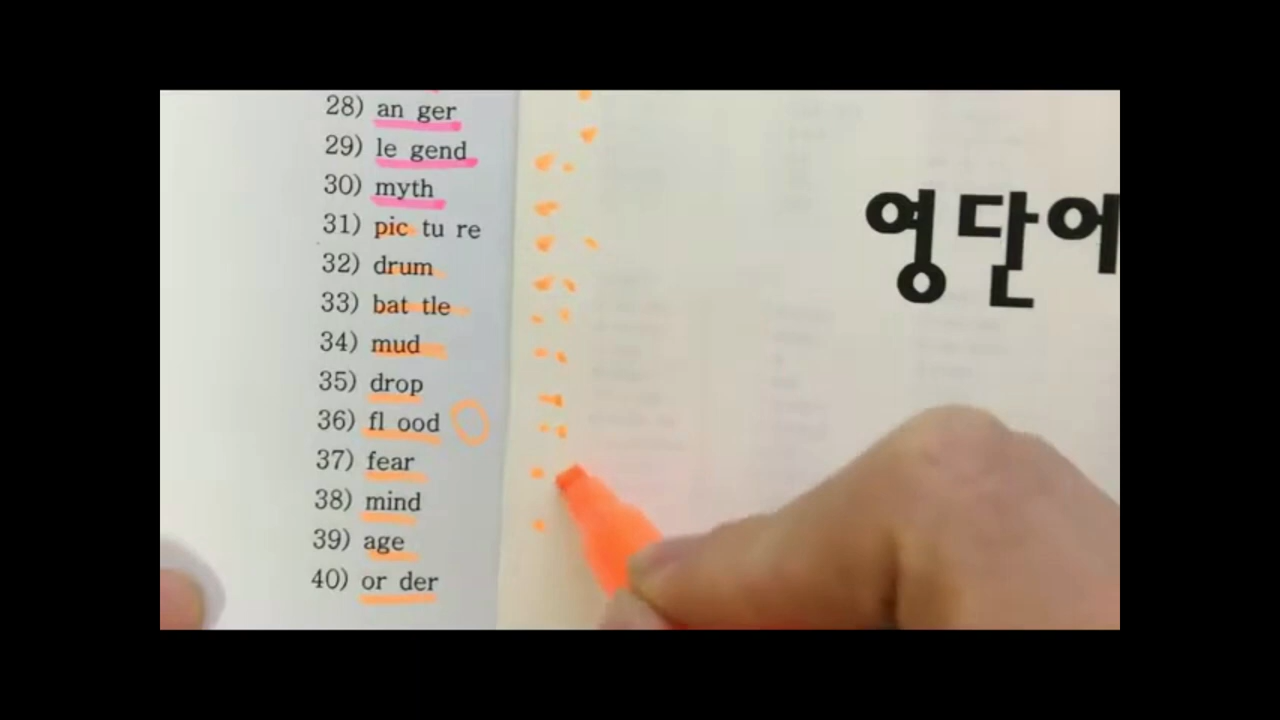 28) an ger
29) le gend
30) myth
31) pic tu re
32) drum
33) bat tle
34) mud
35) drop
36) fl ood
37) fear
38) mind
39) age
40) or der
영단어